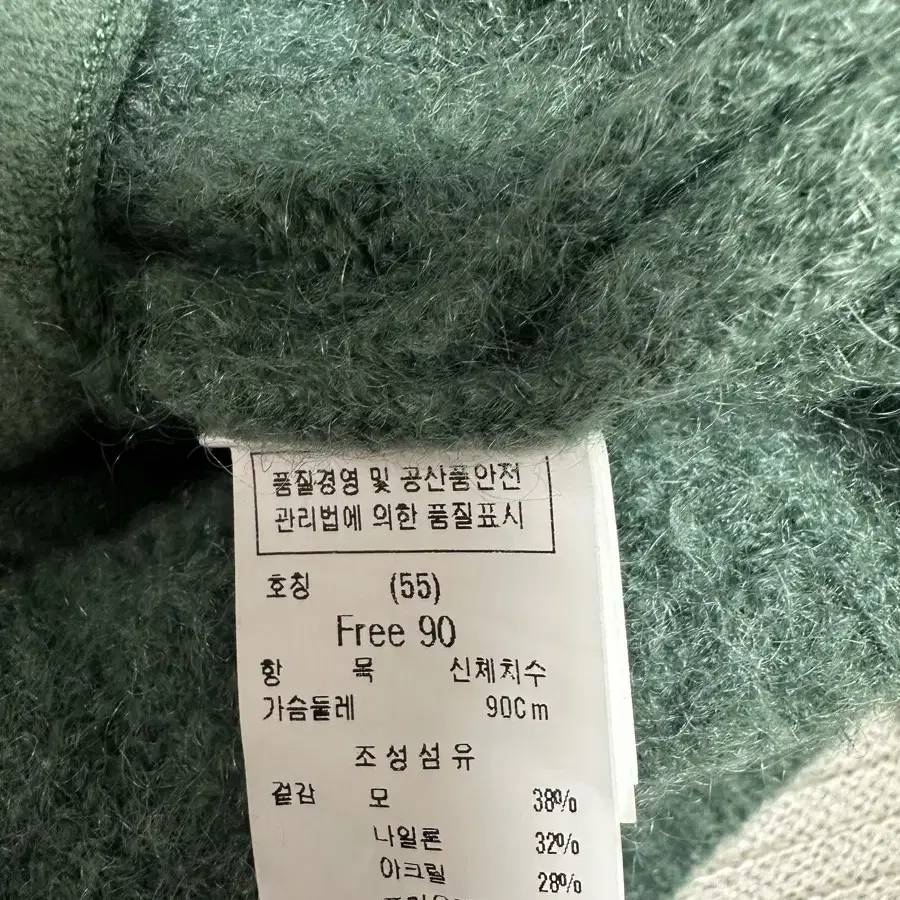 품질경영 및 공산품안전
관리법에 의한 품질표시
호칭 (55)
Free 90
항 목 신체치수
가슴둘레 90Cm
조성섬유
겉감 모 38%
나일론 32%
아크릴 28%